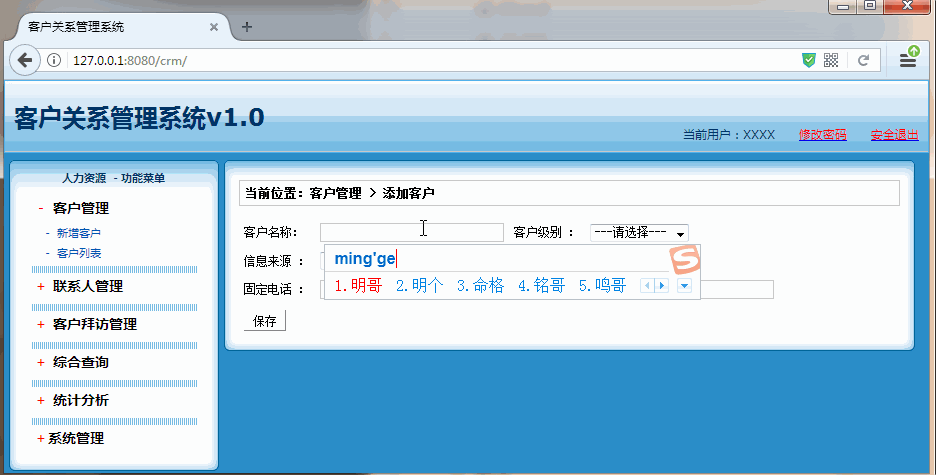 客户关系管理系统
127.0.0.1:8080/crm/
客户关系管理系统v1.0
当前用户：XXXX 修改密码 安全退出
人力资源 - 功能菜单
- 客户管理
- 新增客户
- 客户列表
+ 联系人管理
+ 客户拜访管理
+ 综合查询
+ 统计分析
+ 系统管理
当前位置：客户管理 > 添加客户
客户名称： 客户级别 ： ---请选择---
信息来源 ：
固定电话 ：
ming'ge
1.明哥 2.明个 3.命格 4.铭哥 5.鸣哥
保存